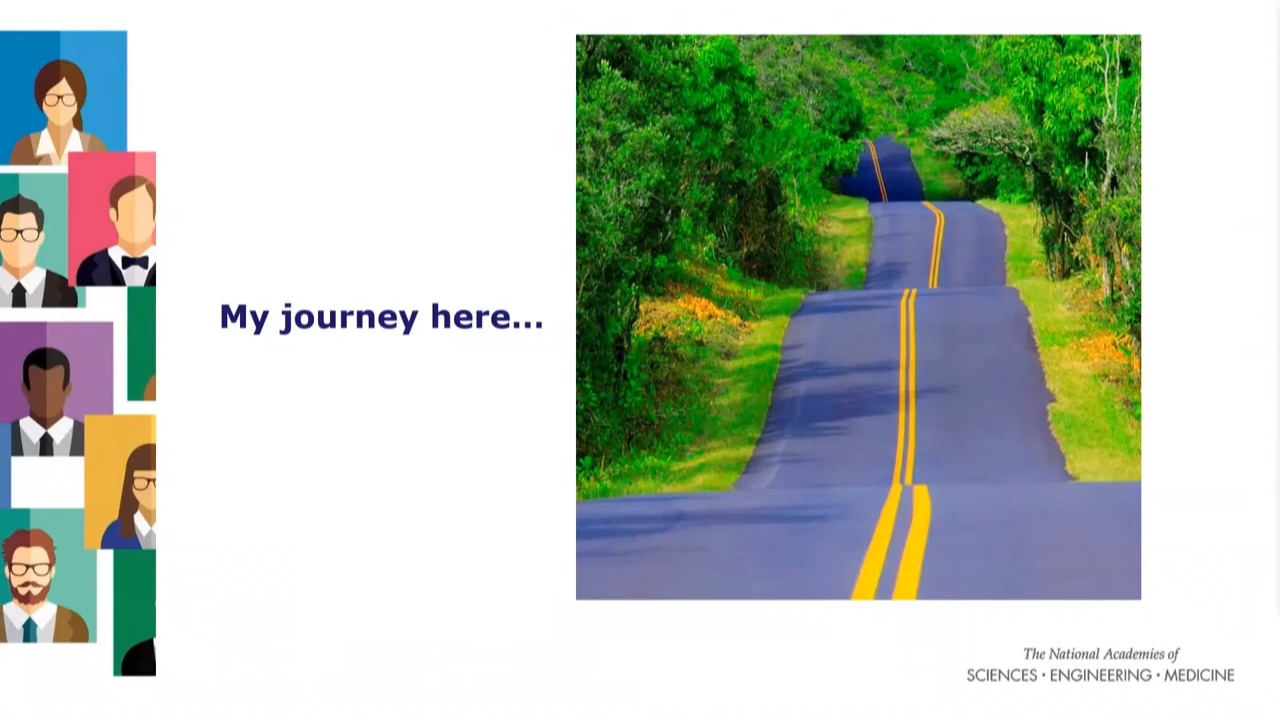 My journey here...
The National Academies of
SCIENCES · ENGINEERING · MEDICINE